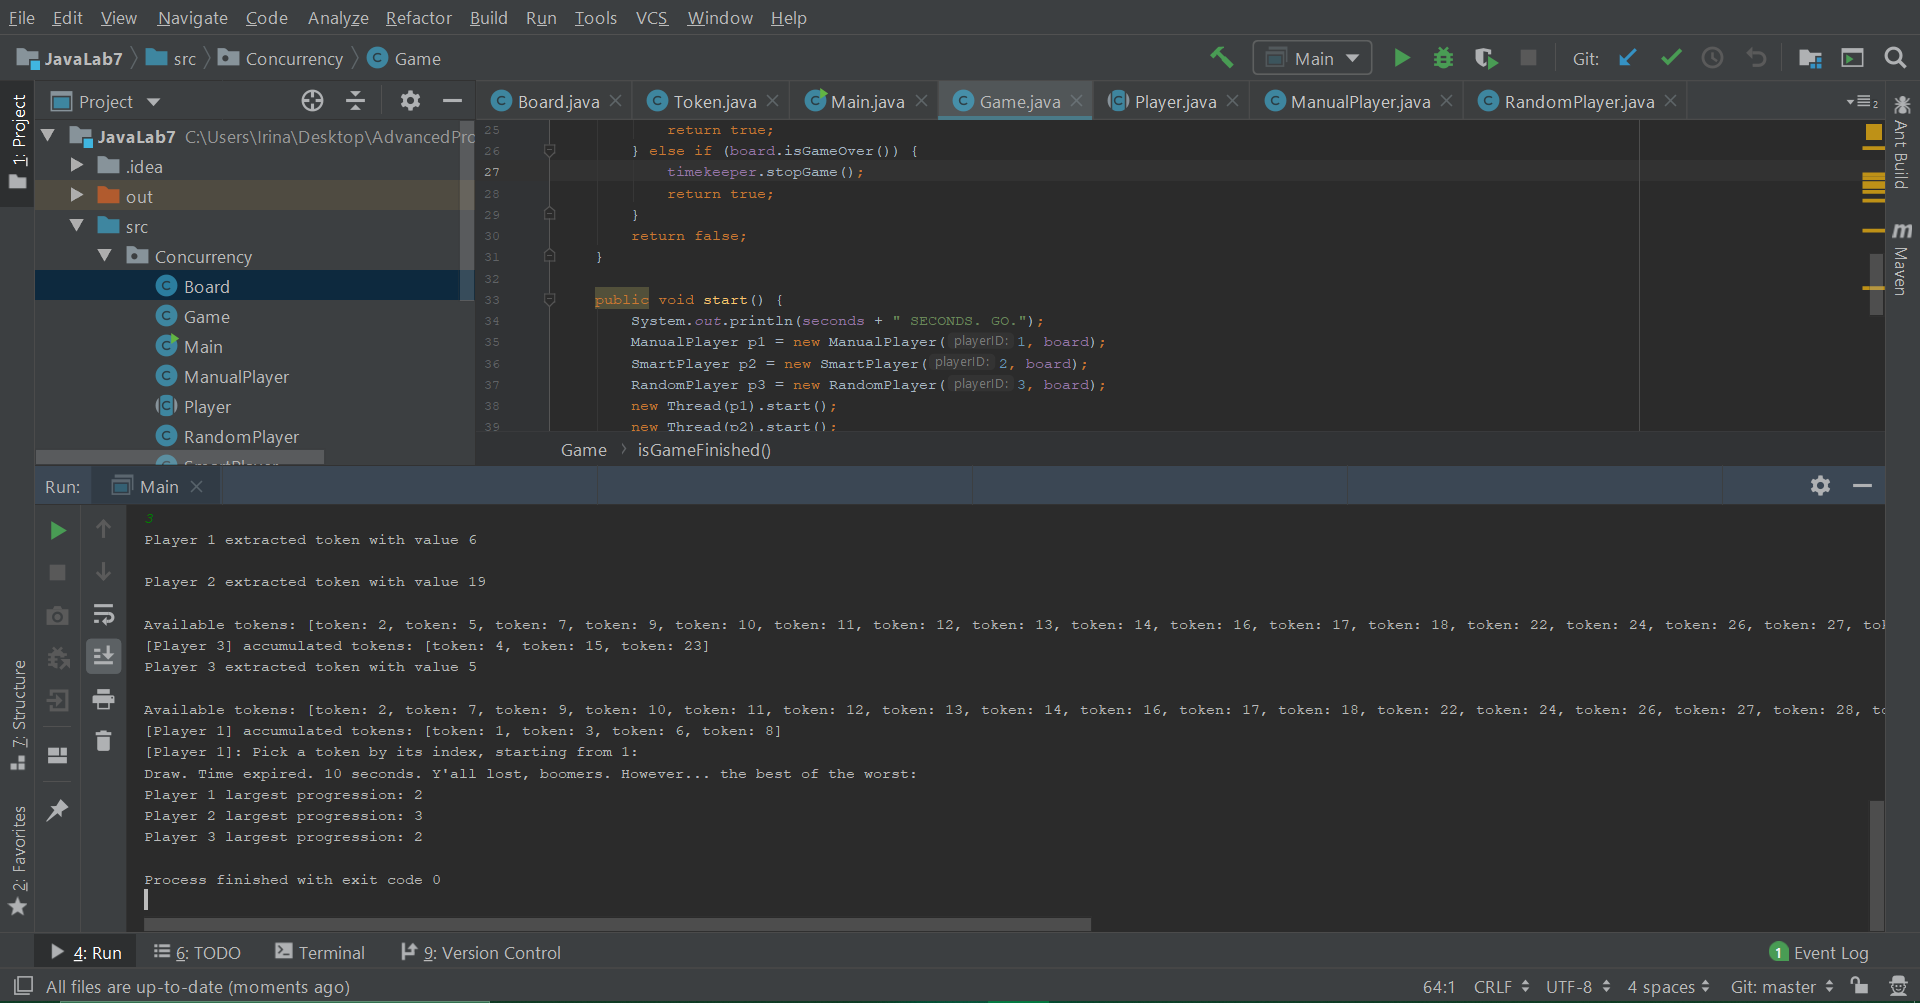 File Edit View Navigate Code Analyze Refactor Build Run Tools VCS Window Help
JavaLab7 src Concurrency Game Main Git:
Project
Board.java Token.java Main.java Game.java Player.java ManualPlayer.java RandomPlayer.java 2
1: Project
JavaLab7 C:\Users\Irina\Desktop\AdvancedPro
.idea
out
src
Concurrency
Board
Game
Main
ManualPlayer
Player
RandomPlayer
SmartPlayer
25 return true;
26 } else if (board.isGameOver()) {
27 timekeeper.stopGame();
28 return true;
29 }
30 return false;
31 }
32
33 public void start() {
34 System.out.println(seconds + " SECONDS. GO.");
35 ManualPlayer p1 = new ManualPlayer( playerID: 1, board);
36 SmartPlayer p2 = new SmartPlayer( playerID: 2, board);
37 RandomPlayer p3 = new RandomPlayer( playerID: 3, board);
38 new Thread(p1).start();
39 new Thread(p2).start();
Game isGameFinished()
Ant Build
Maven
Run: Main
3
Player 1 extracted token with value 6
Player 2 extracted token with value 19
Available tokens: [token: 2, token: 5, token: 7, token: 9, token: 10, token: 11, token: 12, token: 13, token: 14, token: 16, token: 17, token: 18, token: 22, token: 24, token: 26, token: 27, tok
[Player 3] accumulated tokens: [token: 4, token: 15, token: 23]
Player 3 extracted token with value 5
Available tokens: [token: 2, token: 7, token: 9, token: 10, token: 11, token: 12, token: 13, token: 14, token: 16, token: 17, token: 18, token: 22, token: 24, token: 26, token: 27, token: 28, to
[Player 1] accumulated tokens: [token: 1, token: 3, token: 6, token: 8]
[Player 1]: Pick a token by its index, starting from 1:
Draw. Time expired. 10 seconds. Y'all lost, boomers. However... the best of the worst:
Player 1 largest progression: 2
Player 2 largest progression: 3
Player 3 largest progression: 2
Process finished with exit code 0
7: Structure
2: Favorites
4: Run 6: TODO Terminal 9: Version Control 1 Event Log
All files are up-to-date (moments ago) 64:1 CRLF UTF-8 4 spaces Git: master